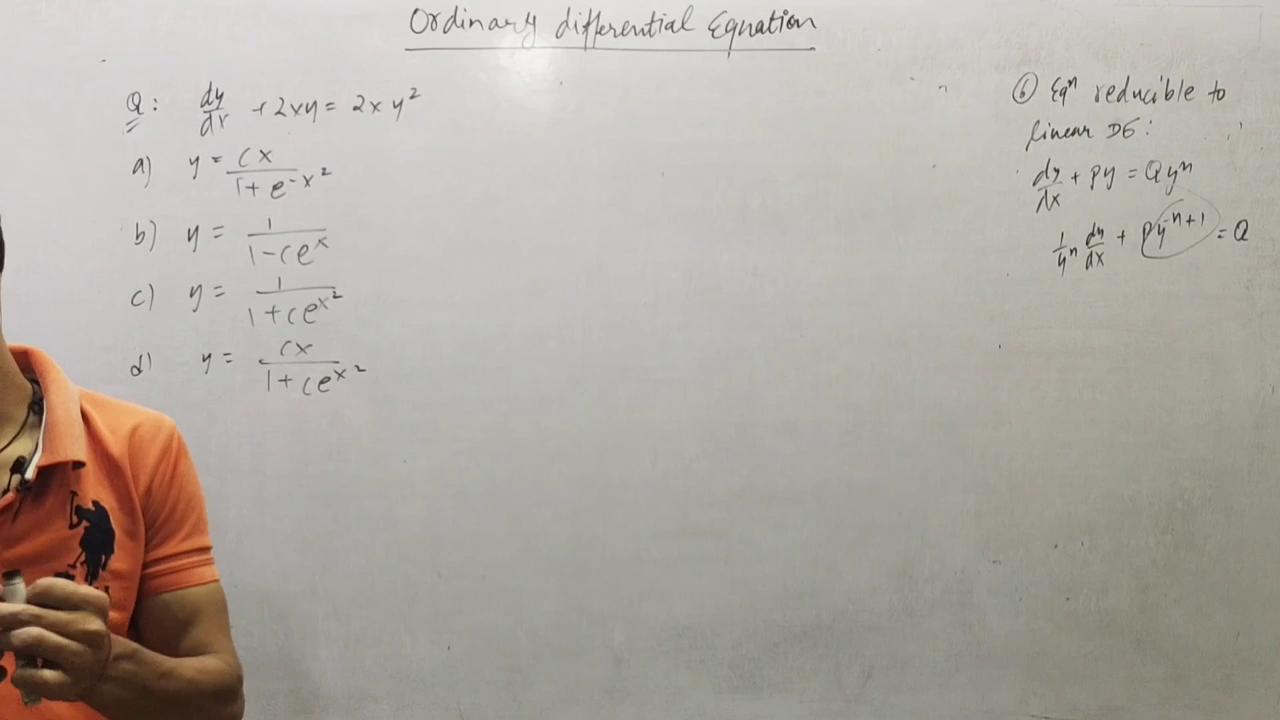 Ordinary differential Equation
Q: dy/dx + 2xy = 2xy²
a) y = cx/1+e^-x²
b) y = 1/1-ce^x
c) y = 1/1+ce^x²
d) y = cx/1+ce^x²
⑥ Eqⁿ reducible to
linear DE:
dy/dx + Py = Qyⁿ
1/yⁿ dy/dx + Py^-n+1 = Q